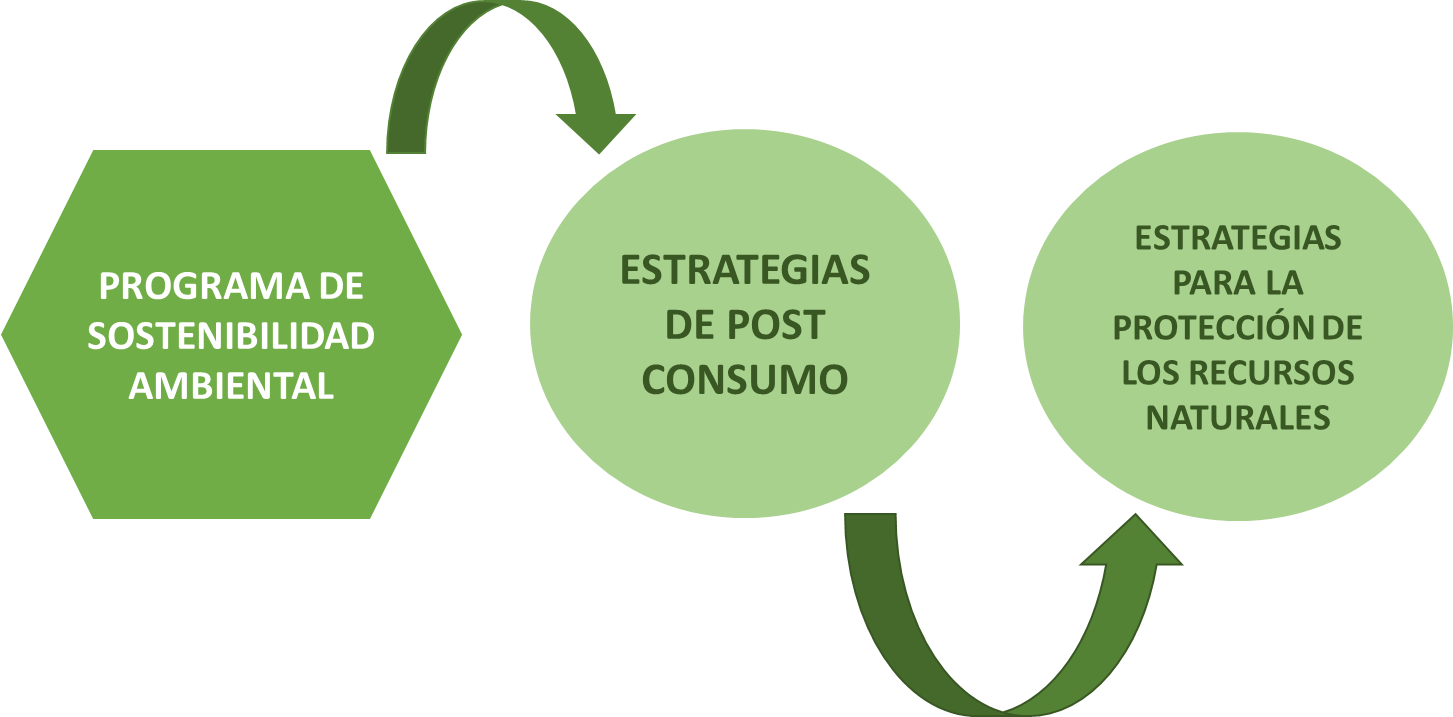 PROGRAMA DE
SOSTENIBILIDAD
AMBIENTAL
ESTRATEGIAS
DE POST
CONSUMO
ESTRATEGIAS
PARA LA
PROTECCIÓN DE
LOS RECURSOS
NATURALES